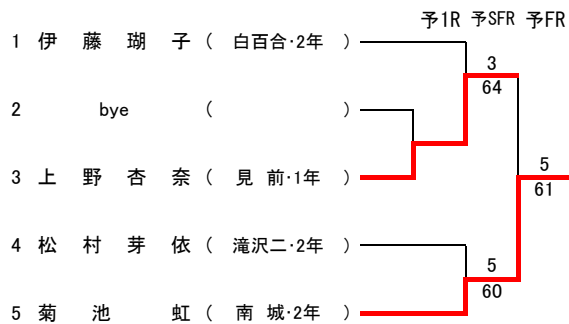 予1R 予SFR 予FR
1 伊 藤 瑚 子 ( 白百合·2年 )
3
64
2 bye ( )
3 上 野 杏 奈 ( 見 前·1年 )
5
61
4 松 村 芽 依 ( 滝沢二·2年 )
5
60
5 菊 池 虹 ( 南 城·2年 )